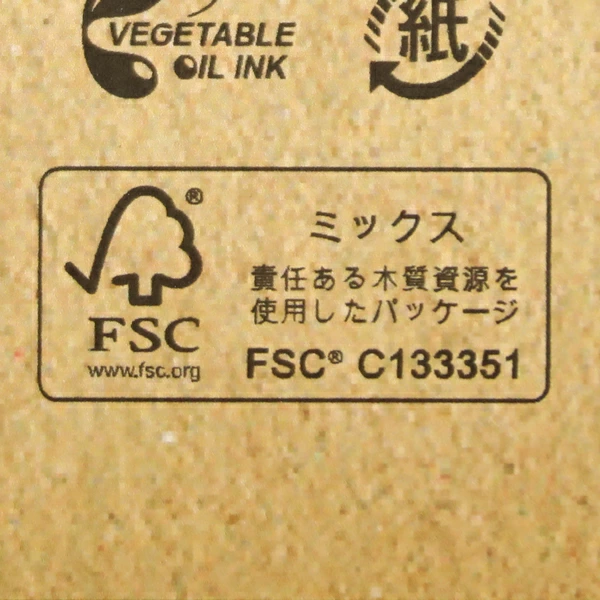 VEGETABLE
OIL INK
紙
®
ミックス
責任ある木質資源を
使用したパッケージ
FSC
www.fsc.org
FSC® C133351